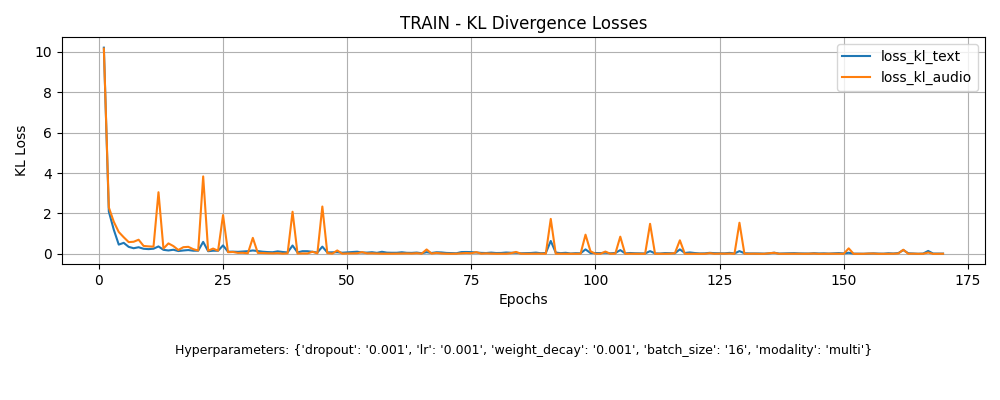 TRAIN - KL Divergence Losses
loss_kl_text
loss_kl_audio
10
8
6
4
2
0
KL Loss
0 25 50 75 100 125 150 175
Epochs
Hyperparameters: {'dropout': '0.001', 'lr': '0.001', 'weight_decay': '0.001', 'batch_size': '16', 'modality': 'multi'}